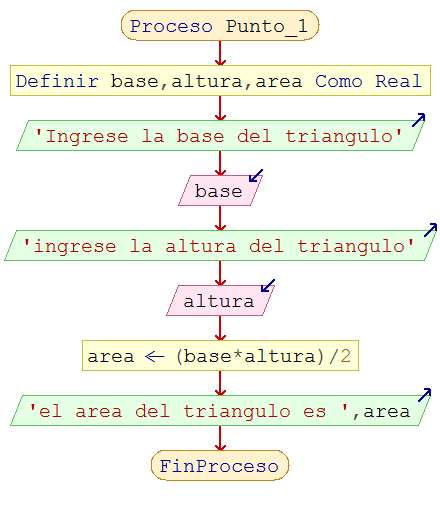 Proceso Punto_1
Definir base,altura,area Como Real
'Ingrese la base del triangulo'
base
'ingrese la altura del triangulo'
altura
area ← (base*altura)/2
'el area del triangulo es ',area
FinProceso